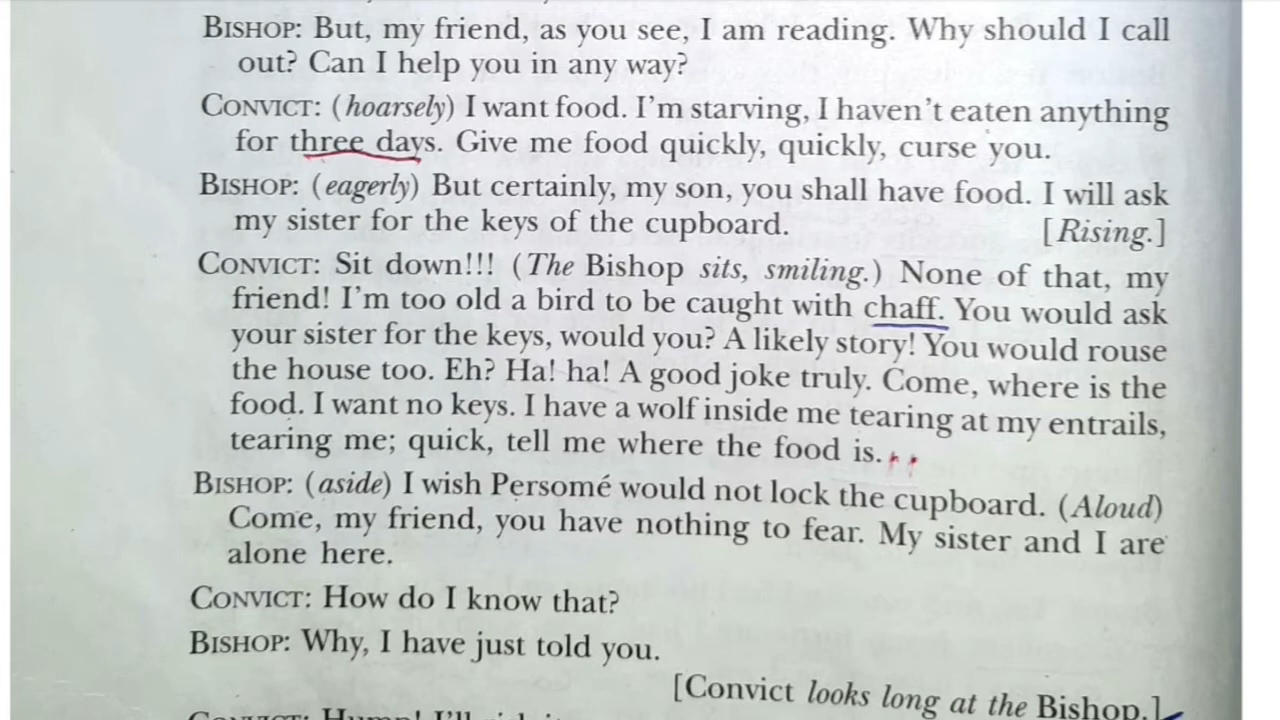 BISHOP: But, my friend, as you see, I am reading. Why should I call
out? Can I help you in any way?
CONVICT: (hoarsely) I want food. I'm starving, I haven't eaten anything
for three days. Give me food quickly, quickly, curse you.
BISHOP: (eagerly) But certainly, my son, you shall have food. I will ask
my sister for the keys of the cupboard. [Rising.]
CONVICT: Sit down!!! (The Bishop sits, smiling.) None of that, my
friend! I'm too old a bird to be caught with chaff. You would ask
your sister for the keys, would you? A likely story! You would rouse
the house too. Eh? Ha! ha! A good joke truly. Come, where is the
food. I want no keys. I have a wolf inside me tearing at my entrails,
tearing me; quick, tell me where the food is.
BISHOP: (aside) I wish Persomé would not lock the cupboard. (Aloud)
Come, my friend, you have nothing to fear. My sister and I are
alone here.
CONVICT: How do I know that?
BISHOP: Why, I have just told you.
[Convict looks long at the Bishop.]